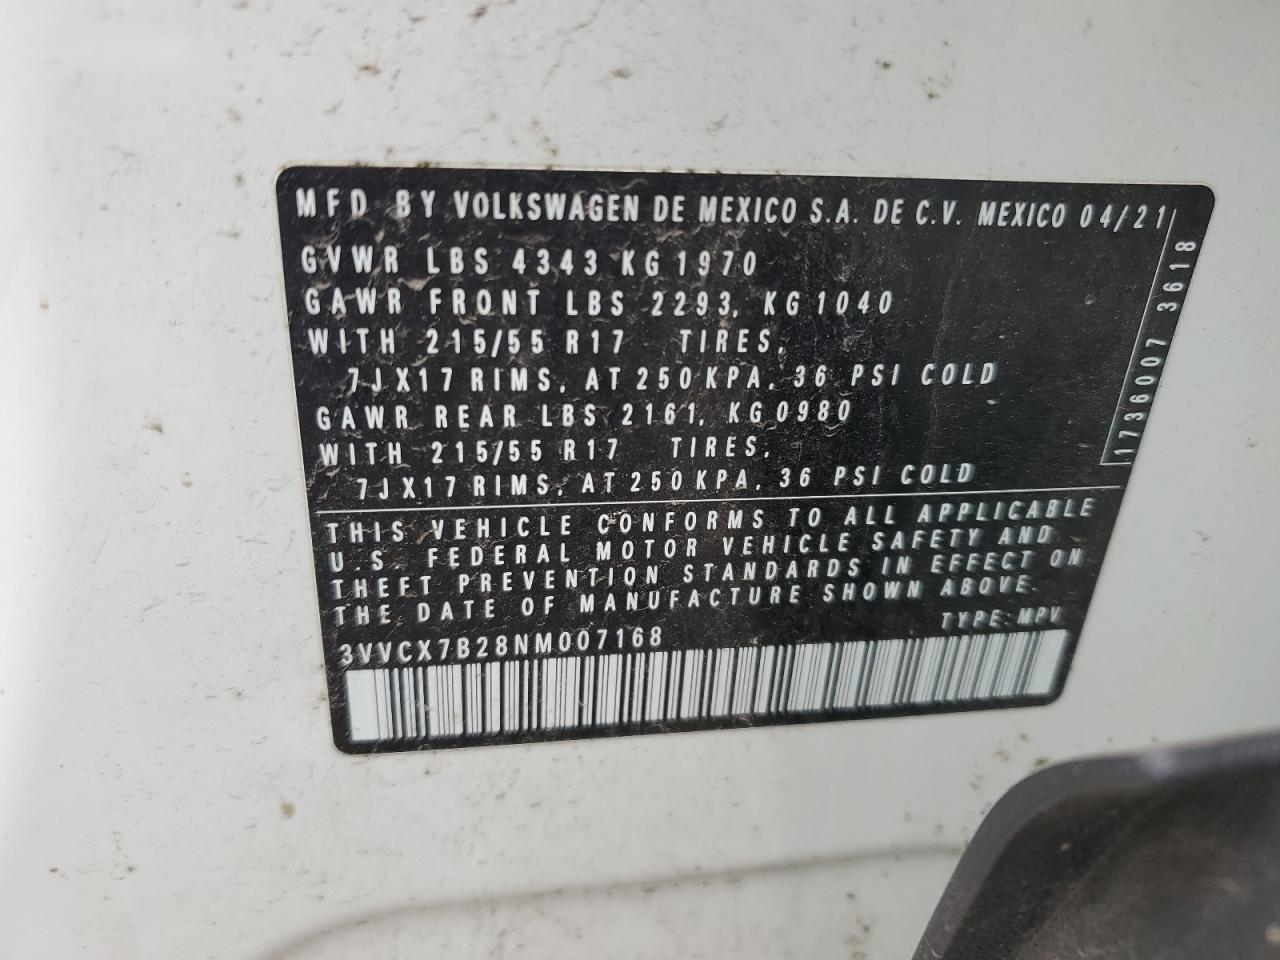 MFD BY VOLKSWAGEN DE MEXICO S.A. DE C.V. MEXICO 04/21
GVWR LBS 4343 KG 1970
GAWR FRONT LBS 2293, KG 1040
WITH 215/55 R17 TIRES,
7JX17 RIMS, AT 250 KPA, 36 PSI COLD
GAWR REAR LBS 2161, KG 0980
WITH 215/55 R17 TIRES,
7JX17 RIMS, AT 250 KPA, 36 PSI COLD
1736007 3618
THIS VEHICLE CONFORMS TO ALL APPLICABLE
U.S. FEDERAL MOTOR VEHICLE SAFETY AND
THEFT PREVENTION STANDARDS IN EFFECT ON
THE DATE OF MANUFACTURE SHOWN ABOVE.
TYPE: MPV
3VVCX7B28NM007168